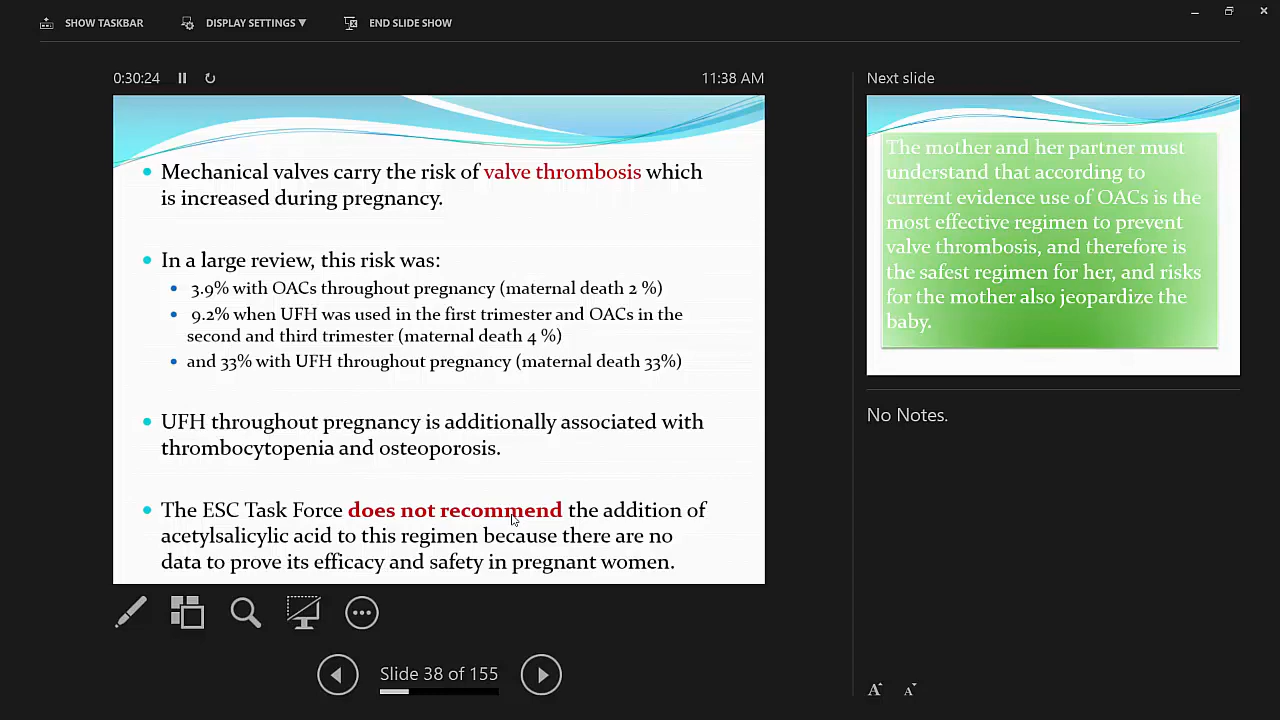 SHOW TASKBAR
DISPLAY SETTINGS ▼
END SLIDE SHOW
0:30:24
11:38 AM
Mechanical valves carry the risk of valve thrombosis which
is increased during pregnancy.
In a large review, this risk was:
3.9% with OACs throughout pregnancy (maternal death 2 %)
9.2% when UFH was used in the first trimester and OACs in the
second and third trimester (maternal death 4 %)
and 33% with UFH throughout pregnancy (maternal death 33%)
UFH throughout pregnancy is additionally associated with
thrombocytopenia and osteoporosis.
The ESC Task Force does not recommend the addition of
acetylsalicylic acid to this regimen because there are no
data to prove its efficacy and safety in pregnant women.
Slide 38 of 155
Next slide
The mother and her partner must
understand that according to
current evidence use of OACs is the
most effective regimen to prevent
valve thrombosis, and therefore is
the safest regimen for her, and risks
for the mother also jeopardize the
baby.
No Notes.
A A